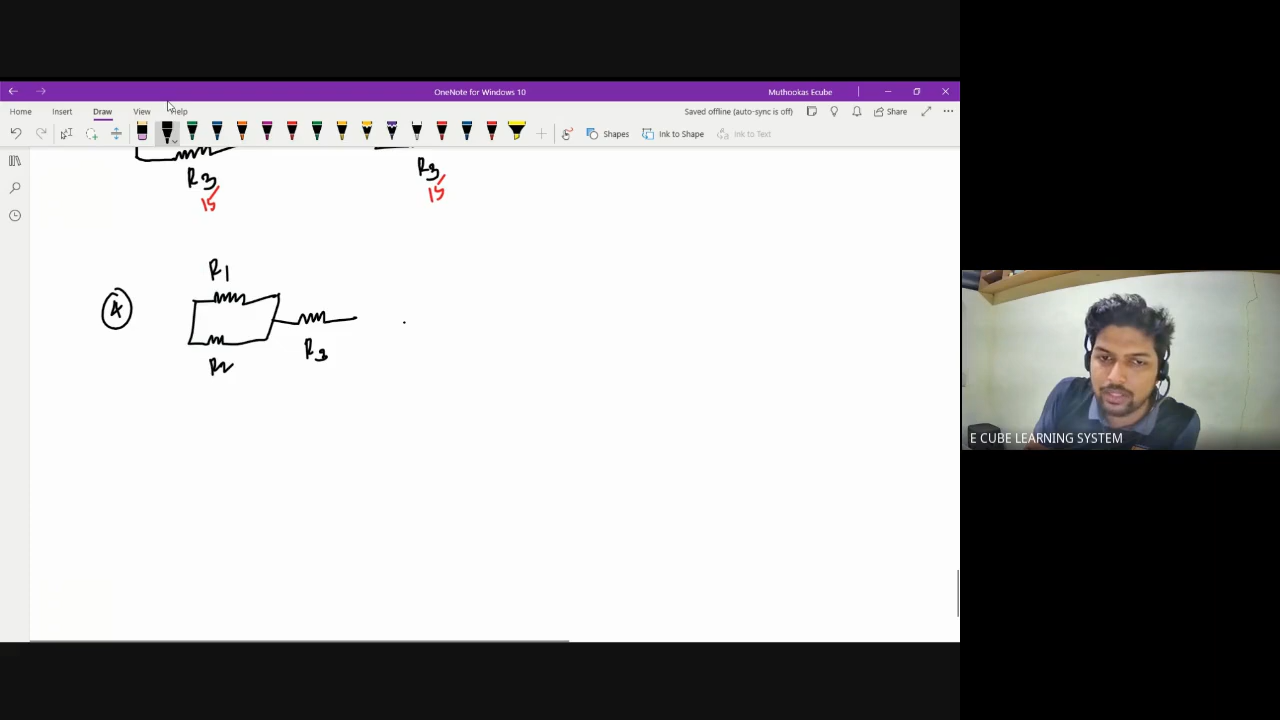 OneNote for Windows 10
Muthookas Ecube
Home Insert Draw View Help
Saved offline (auto-sync is off)
Share
Shapes
Ink to Shape
Ink to Text
R3
15
R3
15
R1
4
R3
R2
E CUBE LEARNING SYSTEM